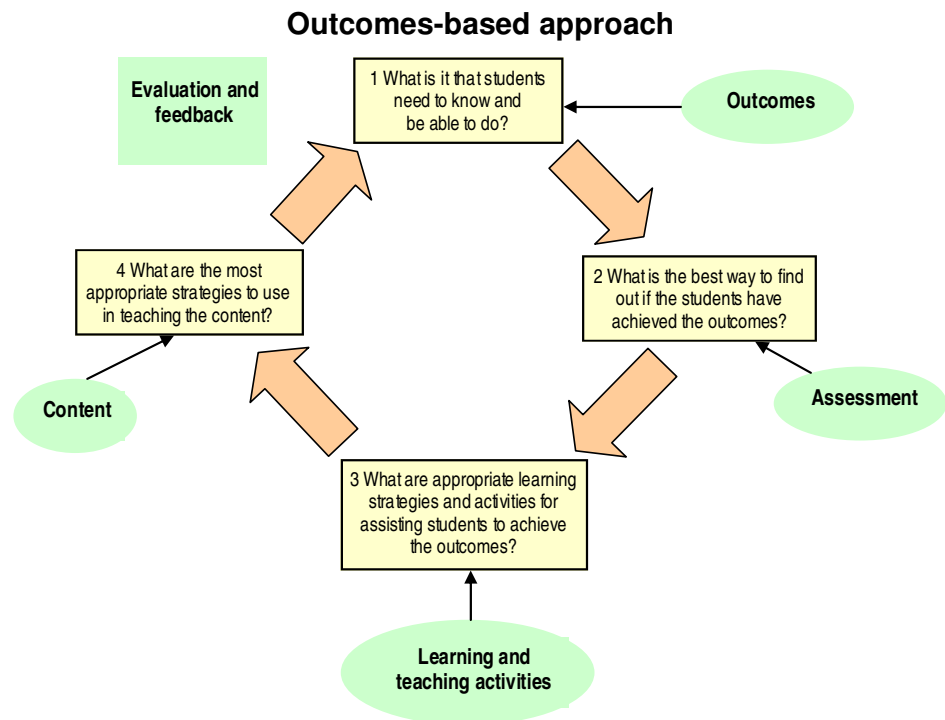 Outcomes-based approach
Evaluation and
feedback
1 What is it that students
need to know and
be able to do?
Outcomes
4 What are the most
appropriate strategies to use
in teaching the content?
2 What is the best way to find
out if the students have
achieved the outcomes?
Content
Assessment
3 What are appropriate learning
strategies and activities for
assisting students to achieve
the outcomes?
Learning and
teaching activities